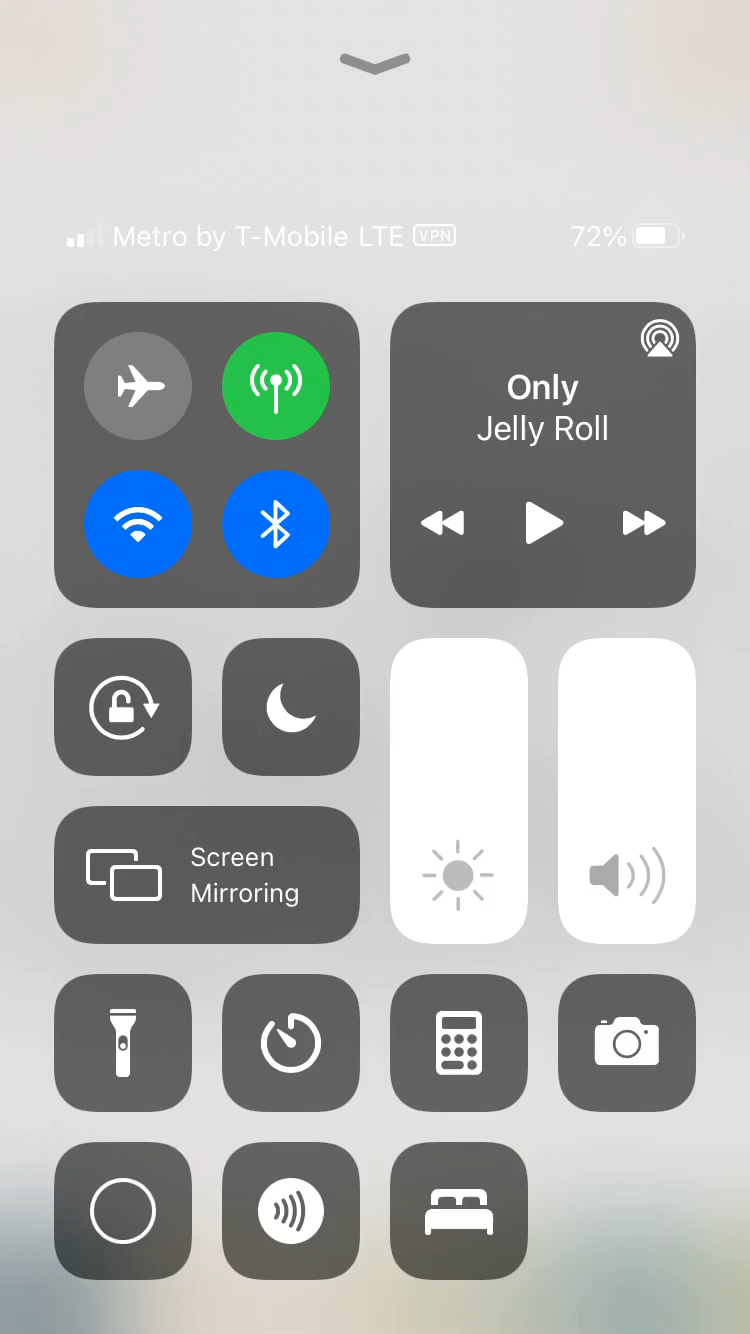 Metro by T-Mobile LTE VPN 72%
Only
Jelly Roll
Screen
Mirroring